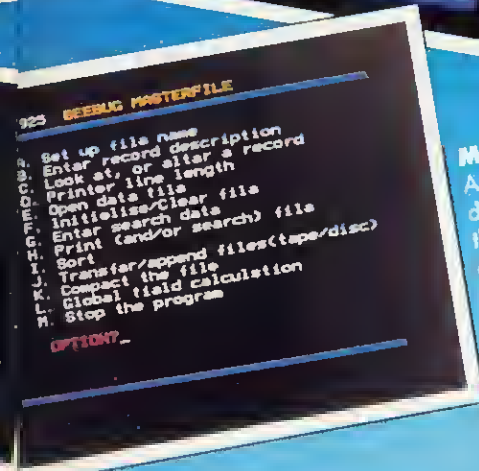 925 BEEBUG MASTERFILE
A. Set up file name
B. Enter record description
C. Look at, or alter a record
D. Printer line length
E. Open data file
F. Initialise/Clear file
G. Enter search data
H. Print (and/or search) file
I. Sort
J. Transfer/append files(tape/disc)
K. Compact the file
L. Global field calculation
M. Stop the program
OPTION?_
M
A
d